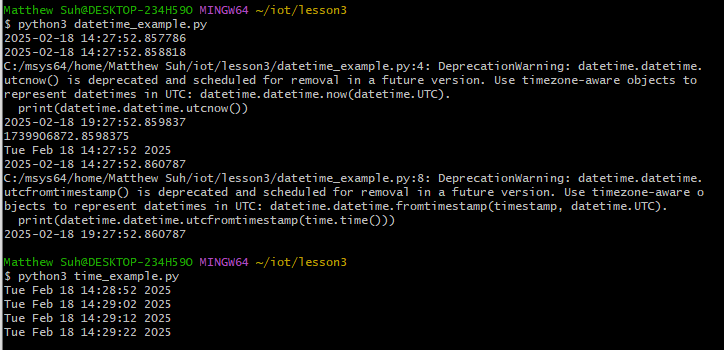 Matthew Suh@DESKTOP-234H59O MINGW64 ~/iot/lesson3
$ python3 datetime_example.py
2025-02-18 14:27:52.857786
2025-02-18 14:27:52.858818
C:/msys64/home/Matthew Suh/iot/lesson3/datetime_example.py:4: DeprecationWarning: datetime.datetime.
utcnow() is deprecated and scheduled for removal in a future version. Use timezone-aware objects to
represent datetimes in UTC: datetime.datetime.now(datetime.UTC).
  print(datetime.datetime.utcnow())
2025-02-18 19:27:52.859837
1739906872.8598375
Tue Feb 18 14:27:52 2025
2025-02-18 14:27:52.860787
C:/msys64/home/Matthew Suh/iot/lesson3/datetime_example.py:8: DeprecationWarning: datetime.datetime.
utcfromtimestamp() is deprecated and scheduled for removal in a future version. Use timezone-aware o
bjects to represent datetimes in UTC: datetime.datetime.fromtimestamp(timestamp, datetime.UTC).
  print(datetime.datetime.utcfromtimestamp(time.time()))
2025-02-18 19:27:52.860787
Matthew Suh@DESKTOP-234H59O MINGW64 ~/iot/lesson3
$ python3 time_example.py
Tue Feb 18 14:28:52 2025
Tue Feb 18 14:29:02 2025
Tue Feb 18 14:29:12 2025
Tue Feb 18 14:29:22 2025